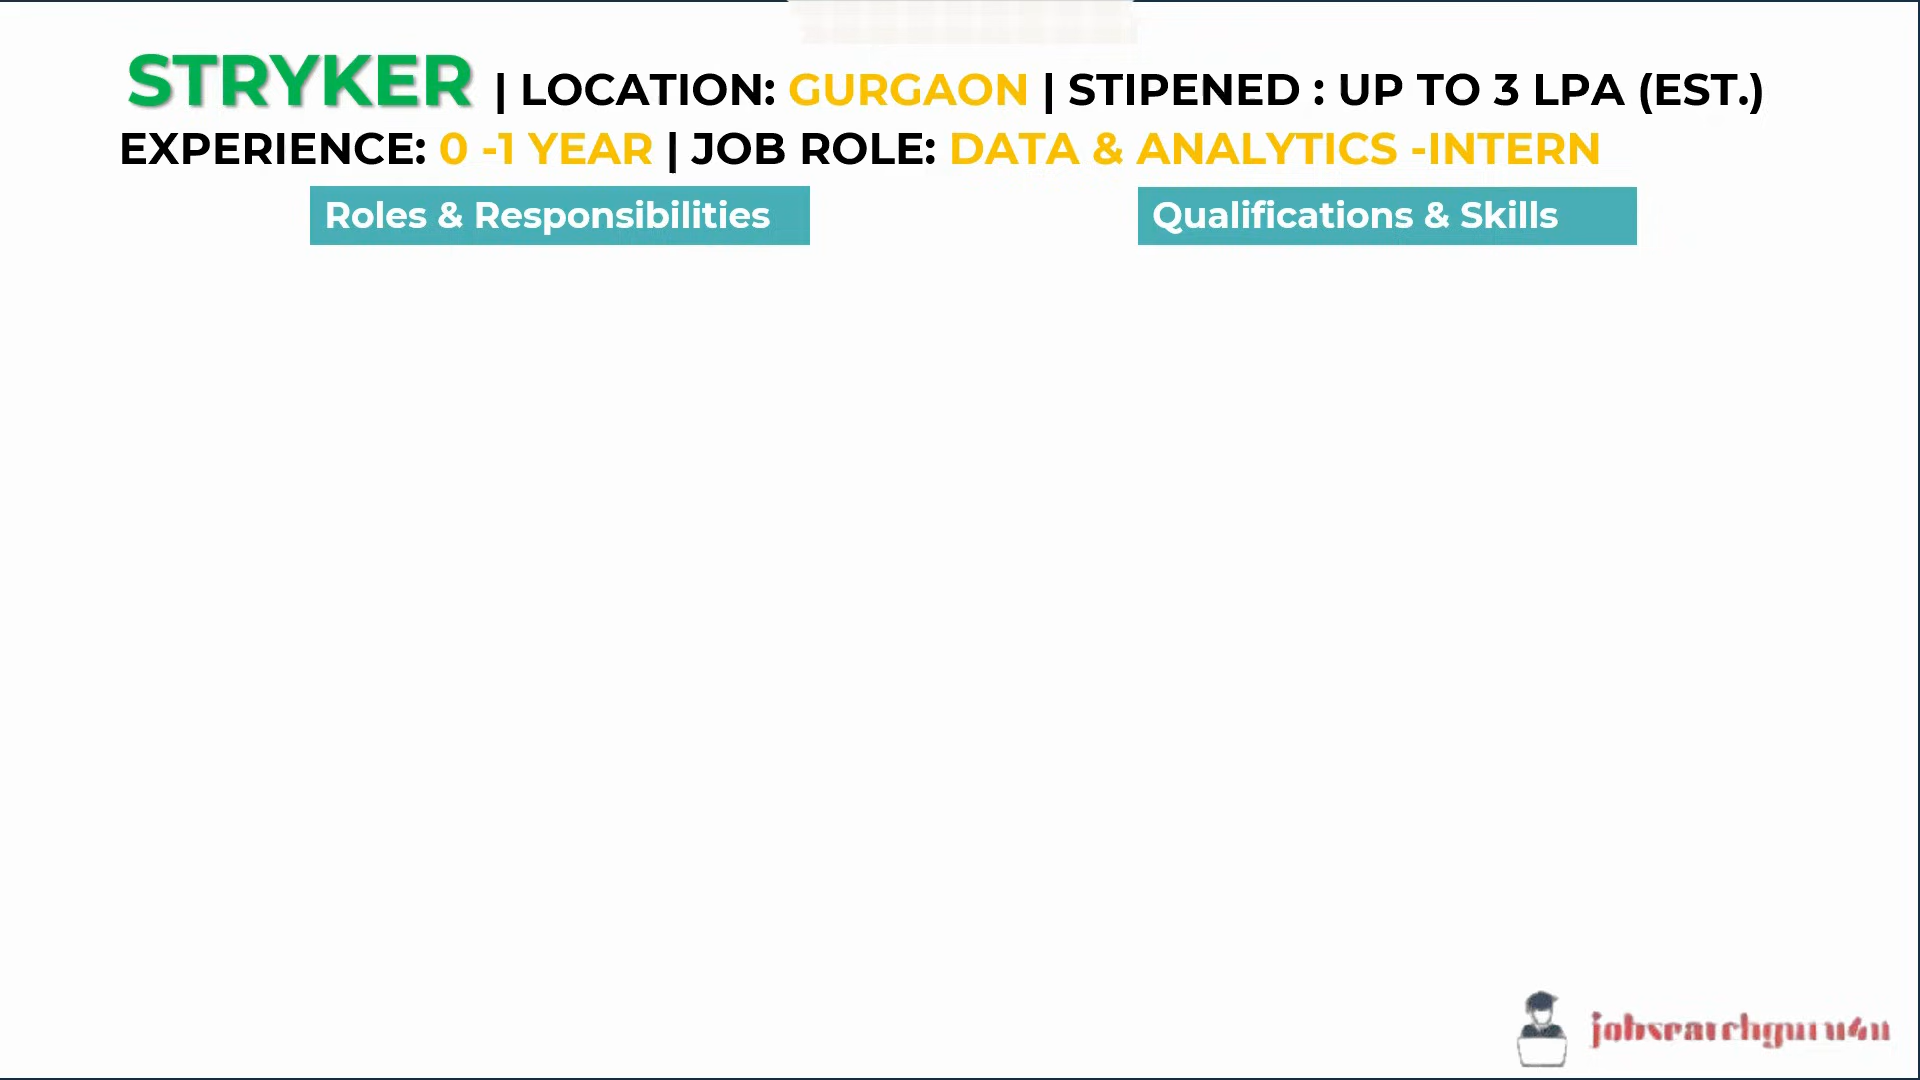 STRYKER | LOCATION: GURGAON | STIPENED : UP TO 3 LPA (EST.)
EXPERIENCE: 0 -1 YEAR | JOB ROLE: DATA & ANALYTICS -INTERN
Roles & Responsibilities
Qualifications & Skills
jobsearchguru4u